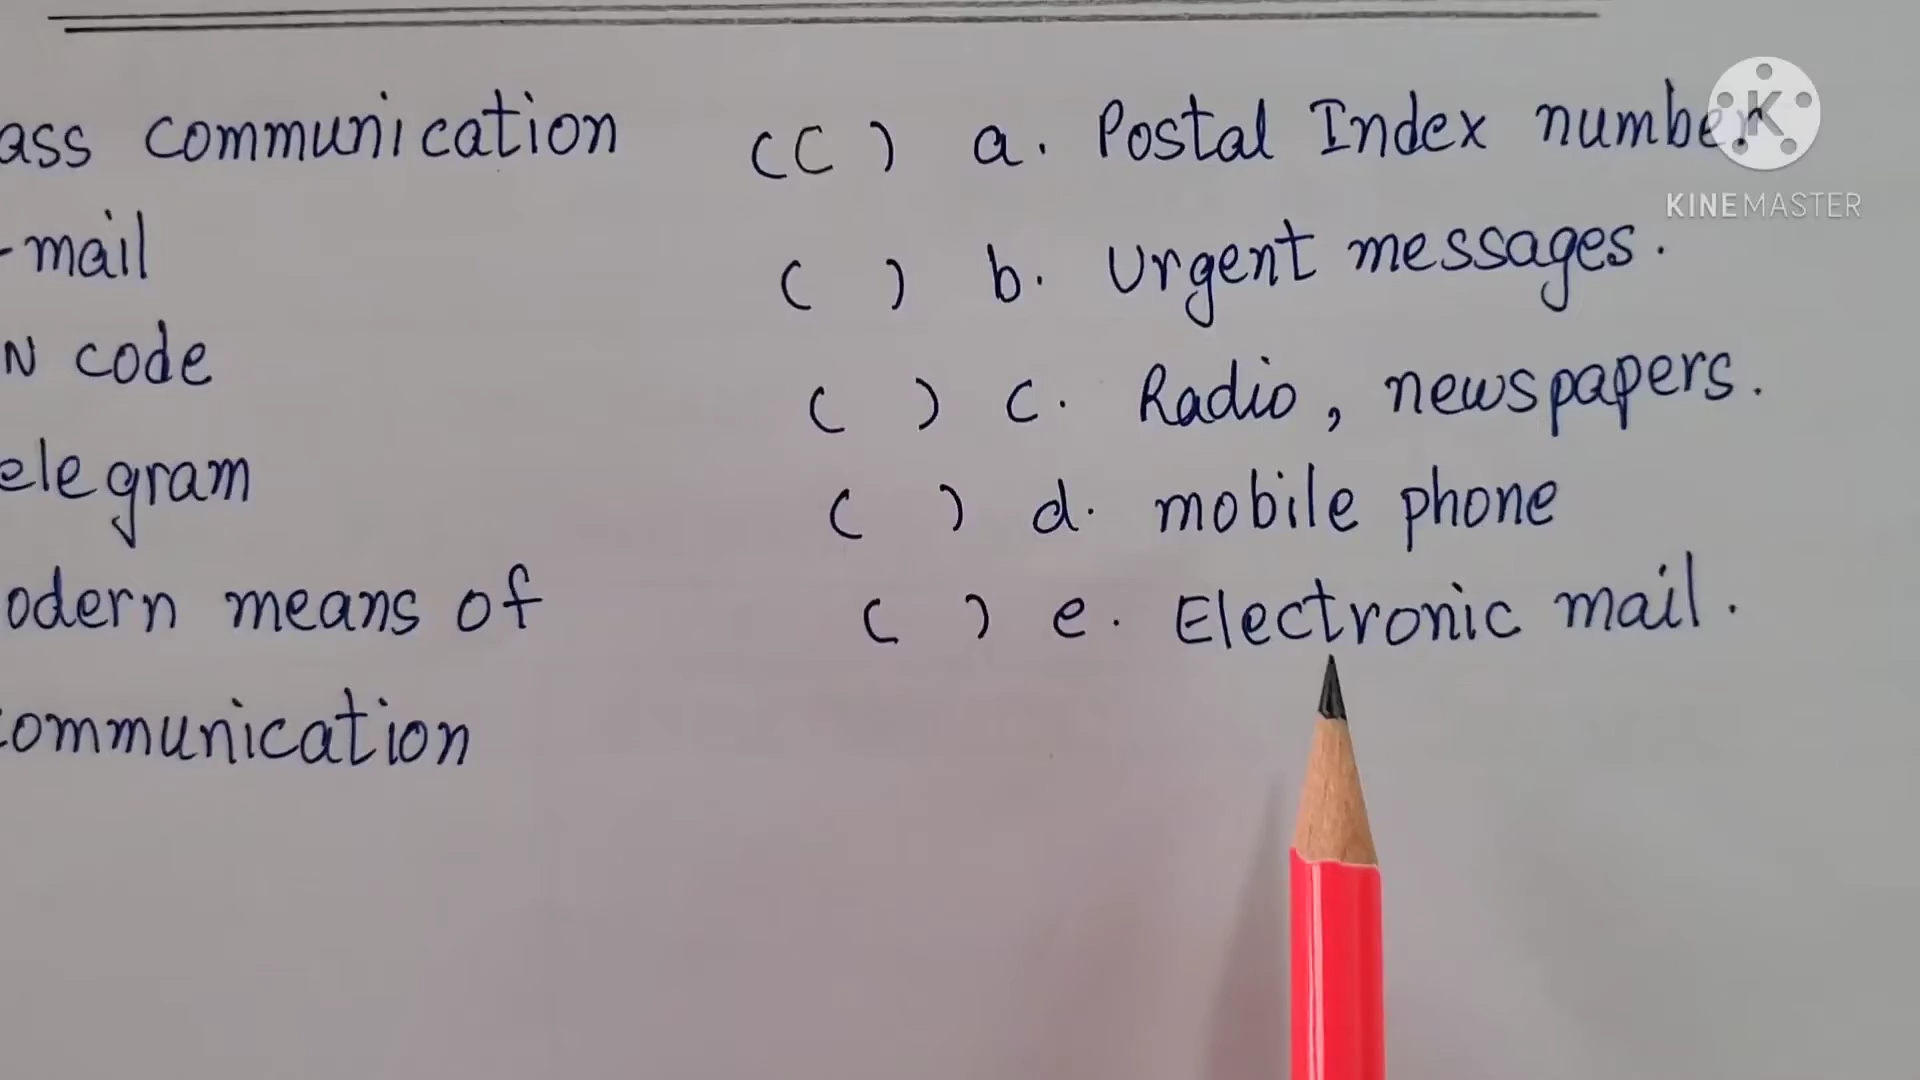 ass communication (C) a. Postal Index number
-mail ( ) b. Urgent messages.
N code ( ) c. Radio, newspapers.
elegram ( ) d. mobile phone
odern means of ( ) e. Electronic mail.
communication
KINEMASTER